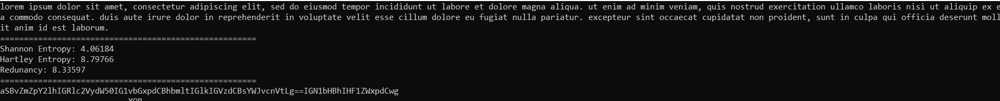 lorem ipsum dolor sit amet, consectetur adipiscing elit, sed do eiusmod tempor incididunt ut labore et dolore magna aliqua. ut enim ad minim veniam, quis nostrud exercitation ullamco laboris nisi ut aliquip ex e
a commodo consequat. duis aute irure dolor in reprehenderit in voluptate velit esse cillum dolore eu fugiat nulla pariatur. excepteur sint occaecat cupidatat non proident, sunt in culpa qui officia deserunt moll
it anim id est laborum.
======================================================
Shannon Entropy: 4.06184
Hartley Entropy: 8.79766
Redunancy: 8.33597
======================================================
aSBvZmZpY2lhIGRlc2VydW50IG1vbGxpdCBhbmltIGlkIGVzdCBsYWJvcnVtLg==IGN1bHBhIHF1ZWxpdCwg
XOR